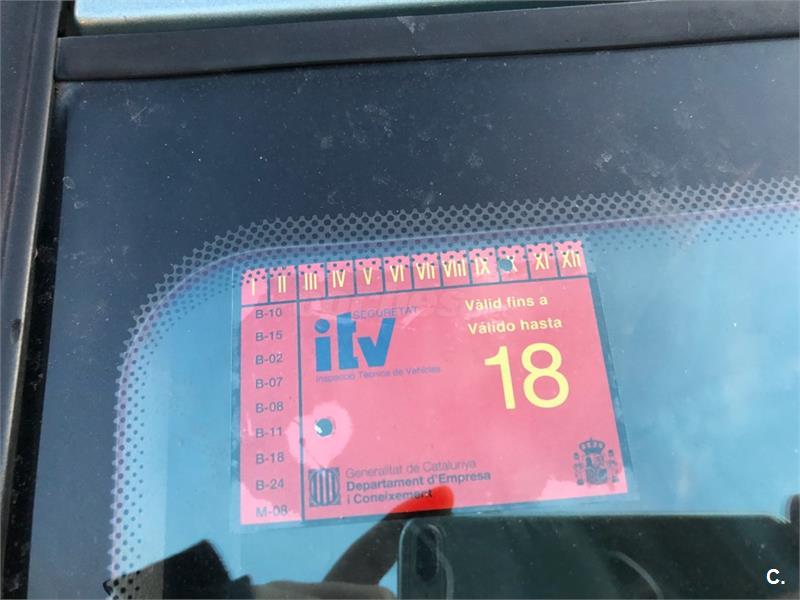 I II III IV V VI VII VIII IX X XI XII
B-10
B-15
B-02
B-07
B-08
B-11
B-18
B-24
M-08
SEGURETAT
itv
Inspecció Tècnica de Vehicles
Vàlid fins a
Válido hasta
18
Generalitat de Catalunya
Departament d'Empresa
i Coneixement
C.